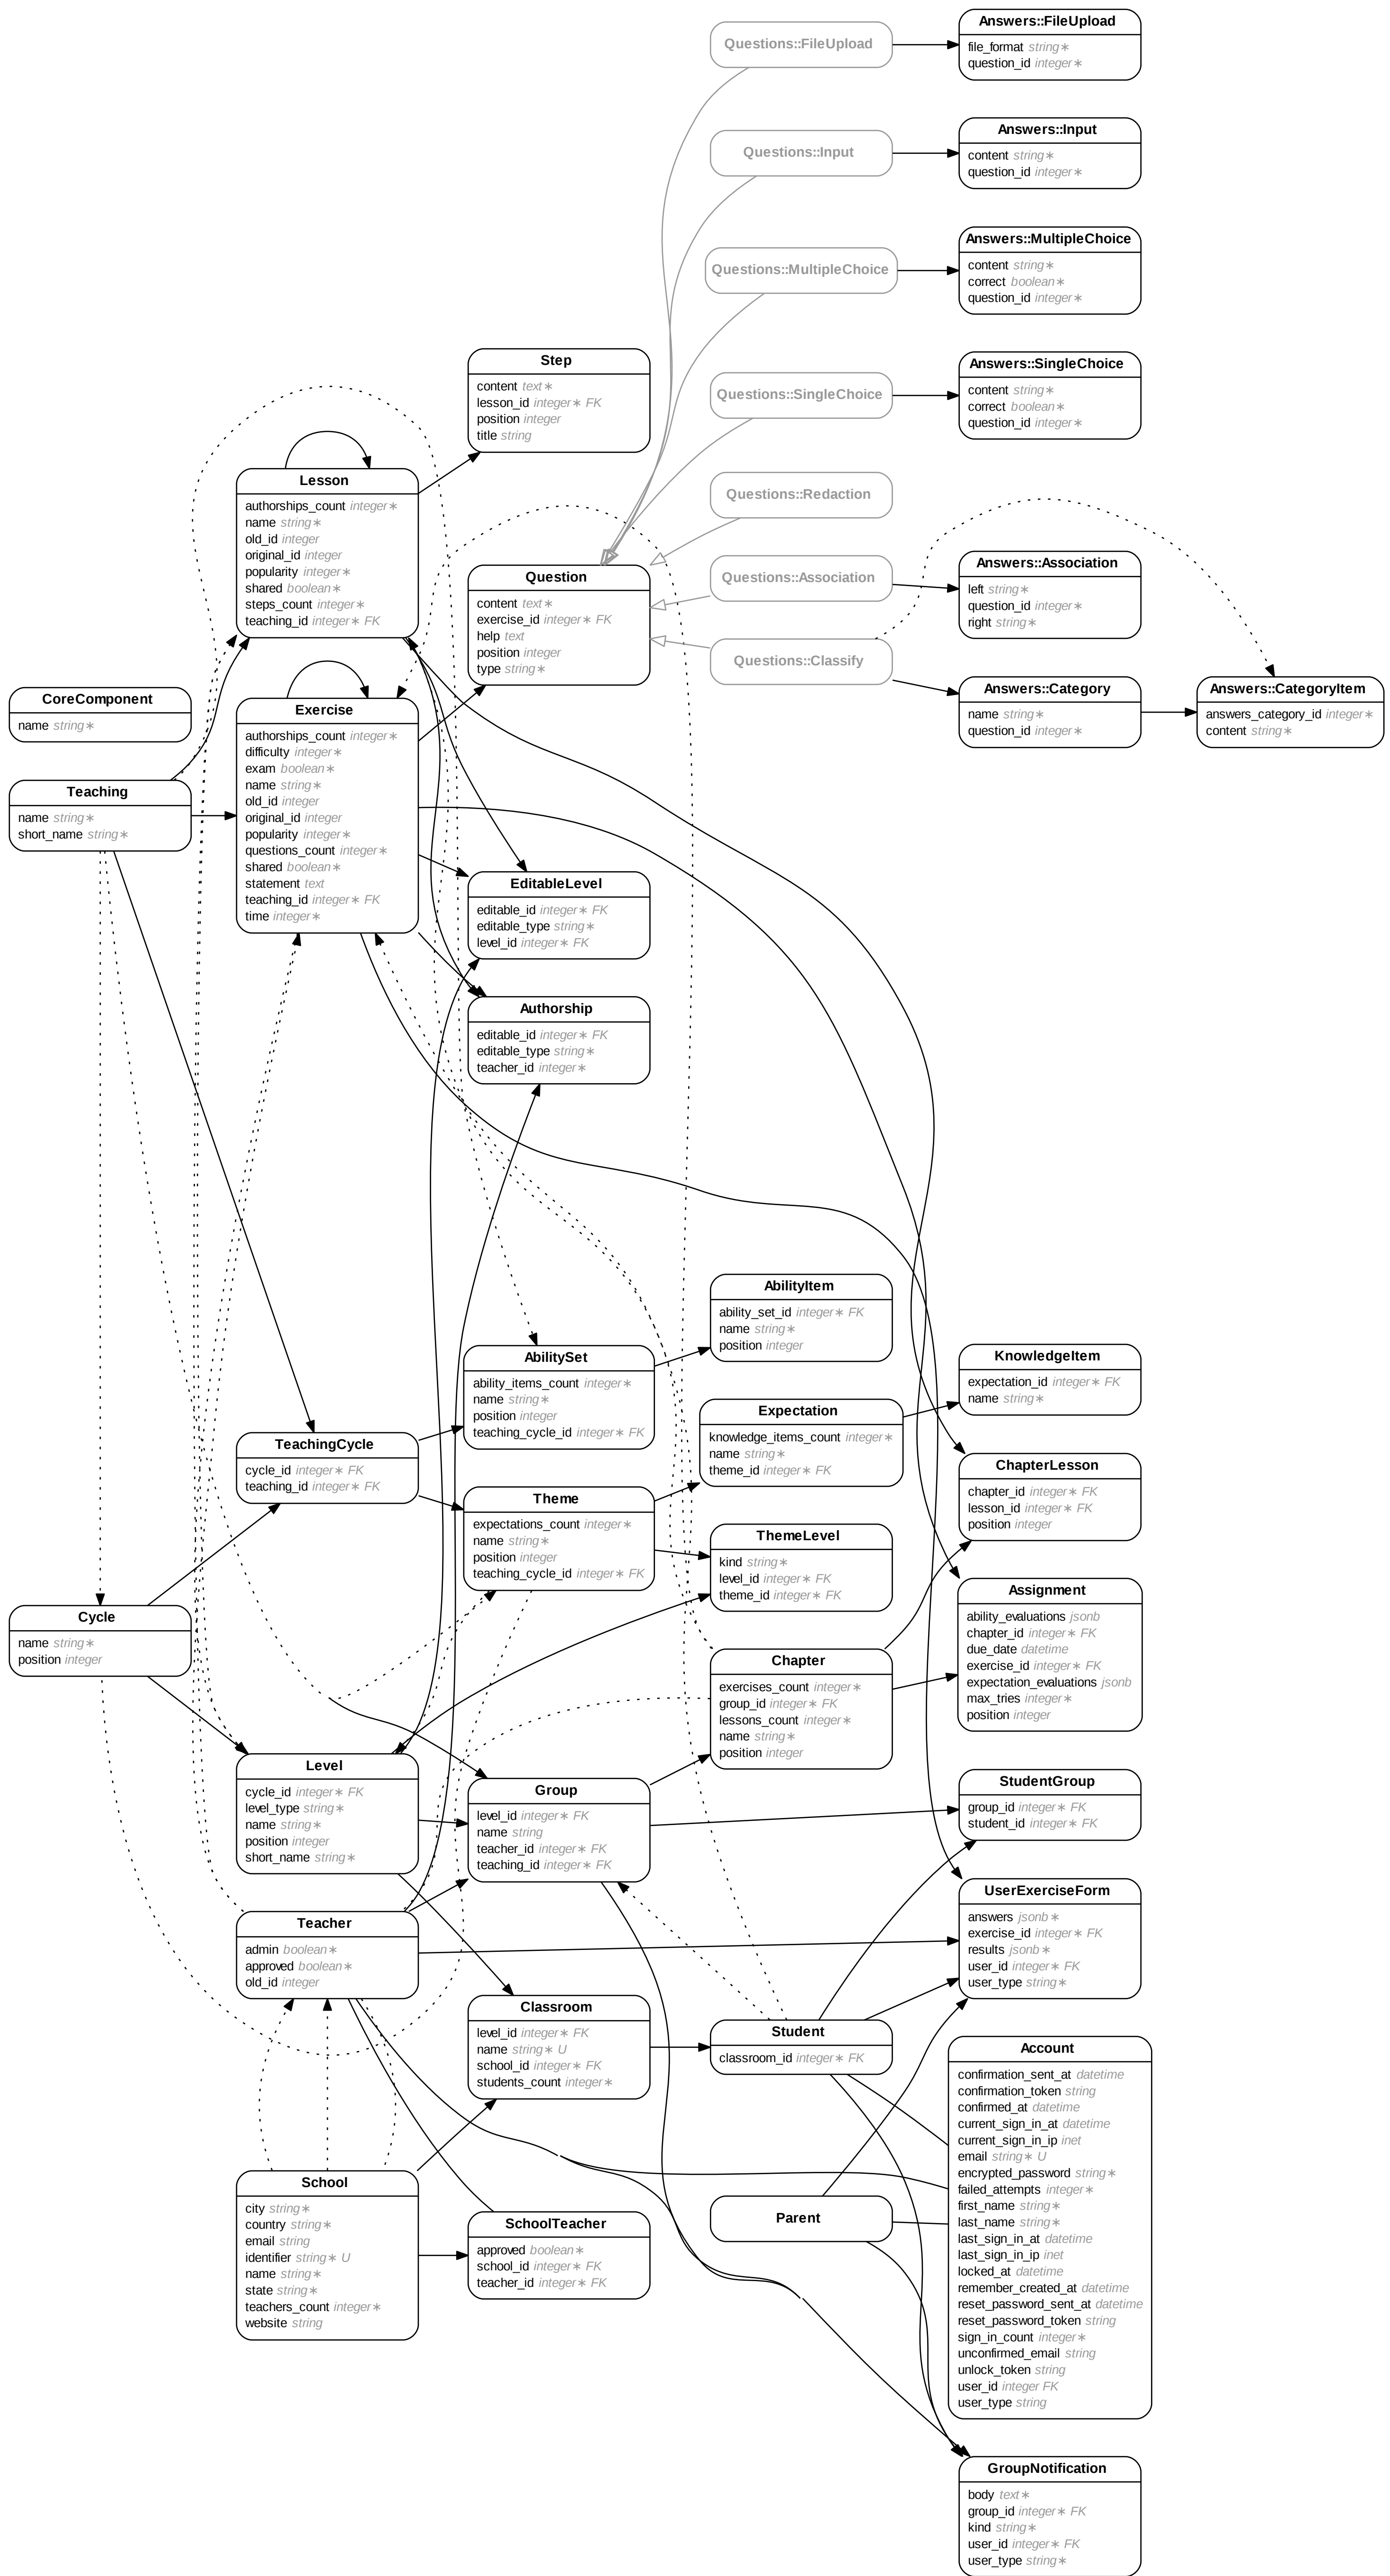 Questions::FileUpload
Answers::FileUpload
file_format string∗
question_id integer∗
Questions::Input
Answers::Input
content string∗
question_id integer∗
Questions::MultipleChoice
Answers::MultipleChoice
content string∗
correct boolean∗
question_id integer∗
Questions::SingleChoice
Answers::SingleChoice
content string∗
correct boolean∗
question_id integer∗
Step
content text∗
lesson_id integer∗ FK
position integer
title string
Lesson
authorships_count integer∗
name string∗
old_id integer
original_id integer
popularity integer∗
shared boolean∗
steps_count integer∗
teaching_id integer∗ FK
Questions::Redaction
Question
content text∗
exercise_id integer∗ FK
help text
position integer
type string∗
Questions::Association
Answers::Association
left string∗
question_id integer∗
right string∗
Questions::Classify
Answers::Category
name string∗
question_id integer∗
Answers::CategoryItem
answers_category_id integer∗
content string∗
CoreComponent
name string∗
Teaching
name string∗
short_name string∗
Exercise
authorships_count integer∗
difficulty integer∗
exam boolean∗
name string∗
old_id integer
original_id integer
popularity integer∗
questions_count integer∗
shared boolean∗
statement text
teaching_id integer∗ FK
time integer∗
EditableLevel
editable_id integer∗ FK
editable_type string∗
level_id integer∗ FK
Authorship
editable_id integer∗ FK
editable_type string∗
teacher_id integer∗
AbilityItem
ability_set_id integer∗ FK
name string∗
position integer
AbilitySet
ability_items_count integer∗
name string∗
position integer
teaching_cycle_id integer∗ FK
KnowledgeItem
expectation_id integer∗ FK
name string∗
Expectation
knowledge_items_count integer∗
name string∗
theme_id integer∗ FK
TeachingCycle
cycle_id integer∗ FK
teaching_id integer∗ FK
ChapterLesson
chapter_id integer∗ FK
lesson_id integer∗ FK
position integer
Theme
expectations_count integer∗
name string∗
position integer
teaching_cycle_id integer∗ FK
ThemeLevel
kind string∗
level_id integer∗ FK
theme_id integer∗ FK
Assignment
ability_evaluations jsonb
chapter_id integer∗ FK
due_date datetime
exercise_id integer∗ FK
expectation_evaluations jsonb
max_tries integer∗
position integer
Cycle
name string∗
position integer
Chapter
exercises_count integer∗
group_id integer∗ FK
lessons_count integer∗
name string∗
position integer
Level
cycle_id integer∗ FK
level_type string∗
name string∗
position integer
short_name string∗
Group
level_id integer∗ FK
name string
teacher_id integer∗ FK
teaching_id integer∗ FK
StudentGroup
group_id integer∗ FK
student_id integer∗ FK
UserExerciseForm
answers jsonb∗
exercise_id integer∗ FK
results jsonb∗
user_id integer∗ FK
user_type string∗
Teacher
admin boolean∗
approved boolean∗
old_id integer
Classroom
level_id integer∗ FK
name string∗ U
school_id integer∗ FK
students_count integer∗
Student
classroom_id integer∗ FK
Account
confirmation_sent_at datetime
confirmation_token string
confirmed_at datetime
current_sign_in_at datetime
current_sign_in_ip inet
email string∗ U
encrypted_password string∗
failed_attempts integer∗
first_name string∗
last_name string∗
last_sign_in_at datetime
last_sign_in_ip inet
locked_at datetime
remember_created_at datetime
reset_password_sent_at datetime
reset_password_token string
sign_in_count integer∗
unconfirmed_email string
unlock_token string
user_id integer FK
user_type string
School
city string∗
country string∗
email string
identifier string∗ U
name string∗
state string∗
teachers_count integer∗
website string
SchoolTeacher
approved boolean∗
school_id integer∗ FK
teacher_id integer∗ FK
Parent
GroupNotification
body text∗
group_id integer∗ FK
kind string∗
user_id integer∗ FK
user_type string∗